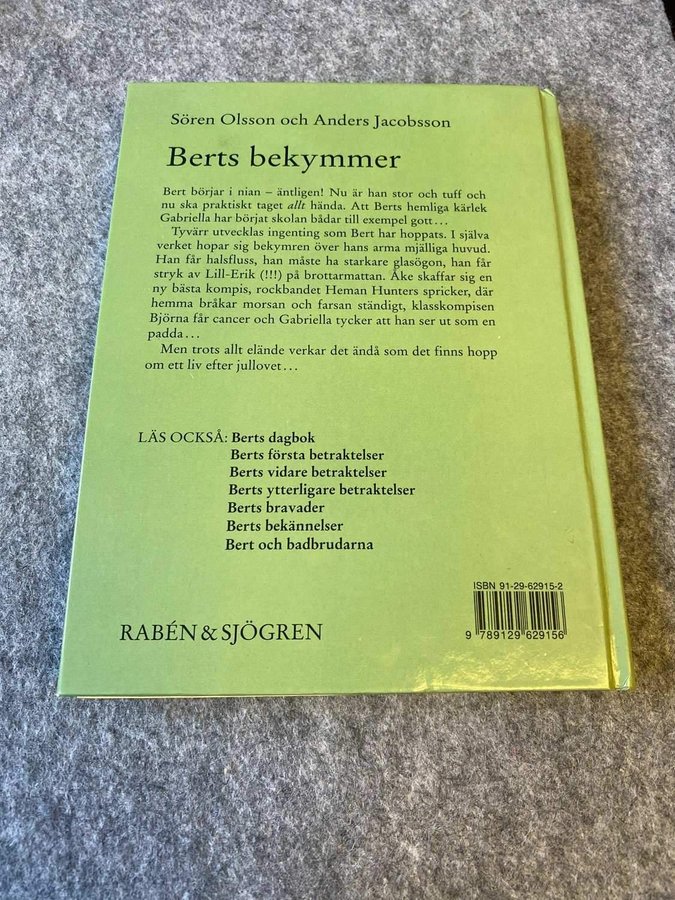 Sören Olsson och Anders Jacobsson
Berts bekymmer
Bert börjar i nian – äntligen! Nu är han stor och tuff och
nu ska praktiskt taget allt hända. Att Berts hemliga kärlek
Gabriella har börjat skolan bådar till exempel gott…
Tyvärr utvecklas ingenting som Bert har hoppats. I själva
verket hopar sig bekymren över hans arma mjälliga huvud.
Han får halsfluss, han måste ha starkare glasögon, han får
stryk av Lill-Erik (!!!) på brottarmattan. Åke skaffar sig en
ny bästa kompis, rockbandet Heman Hunters spricker, där
hemma bråkar morsan och farsan ständigt, klasskompisen
Björna får cancer och Gabriella tycker att han ser ut som en
padda…
Men trots allt elände verkar det ändå som det finns hopp
om ett liv efter jullovet…
LÄS OCKSÅ: Berts dagbok
Berts första betraktelser
Berts vidare betraktelser
Berts ytterligare betraktelser
Berts bravader
Berts bekännelser
Bert och badbrudarna
ISBN 91-29-62915-2
9 789129 629156
RABÉN & SJÖGREN